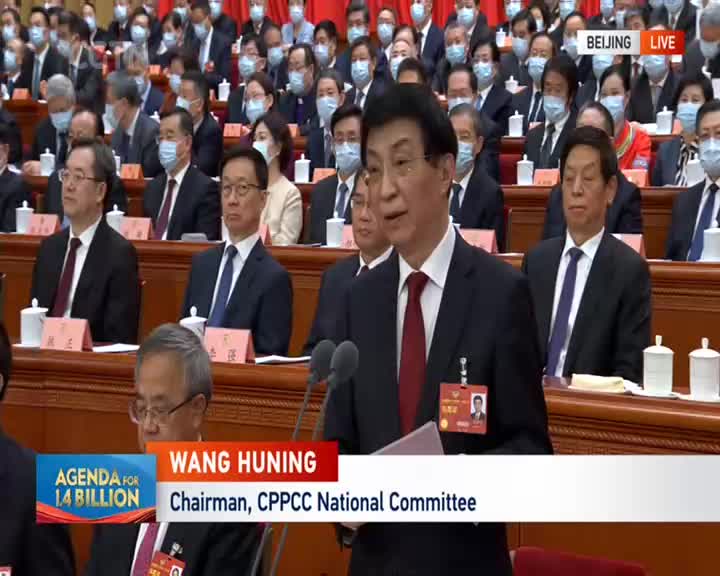 BEIJING LIVE
AGENDA FOR
1.4 BILLION
WANG HUNING
Chairman, CPPCC National Committee